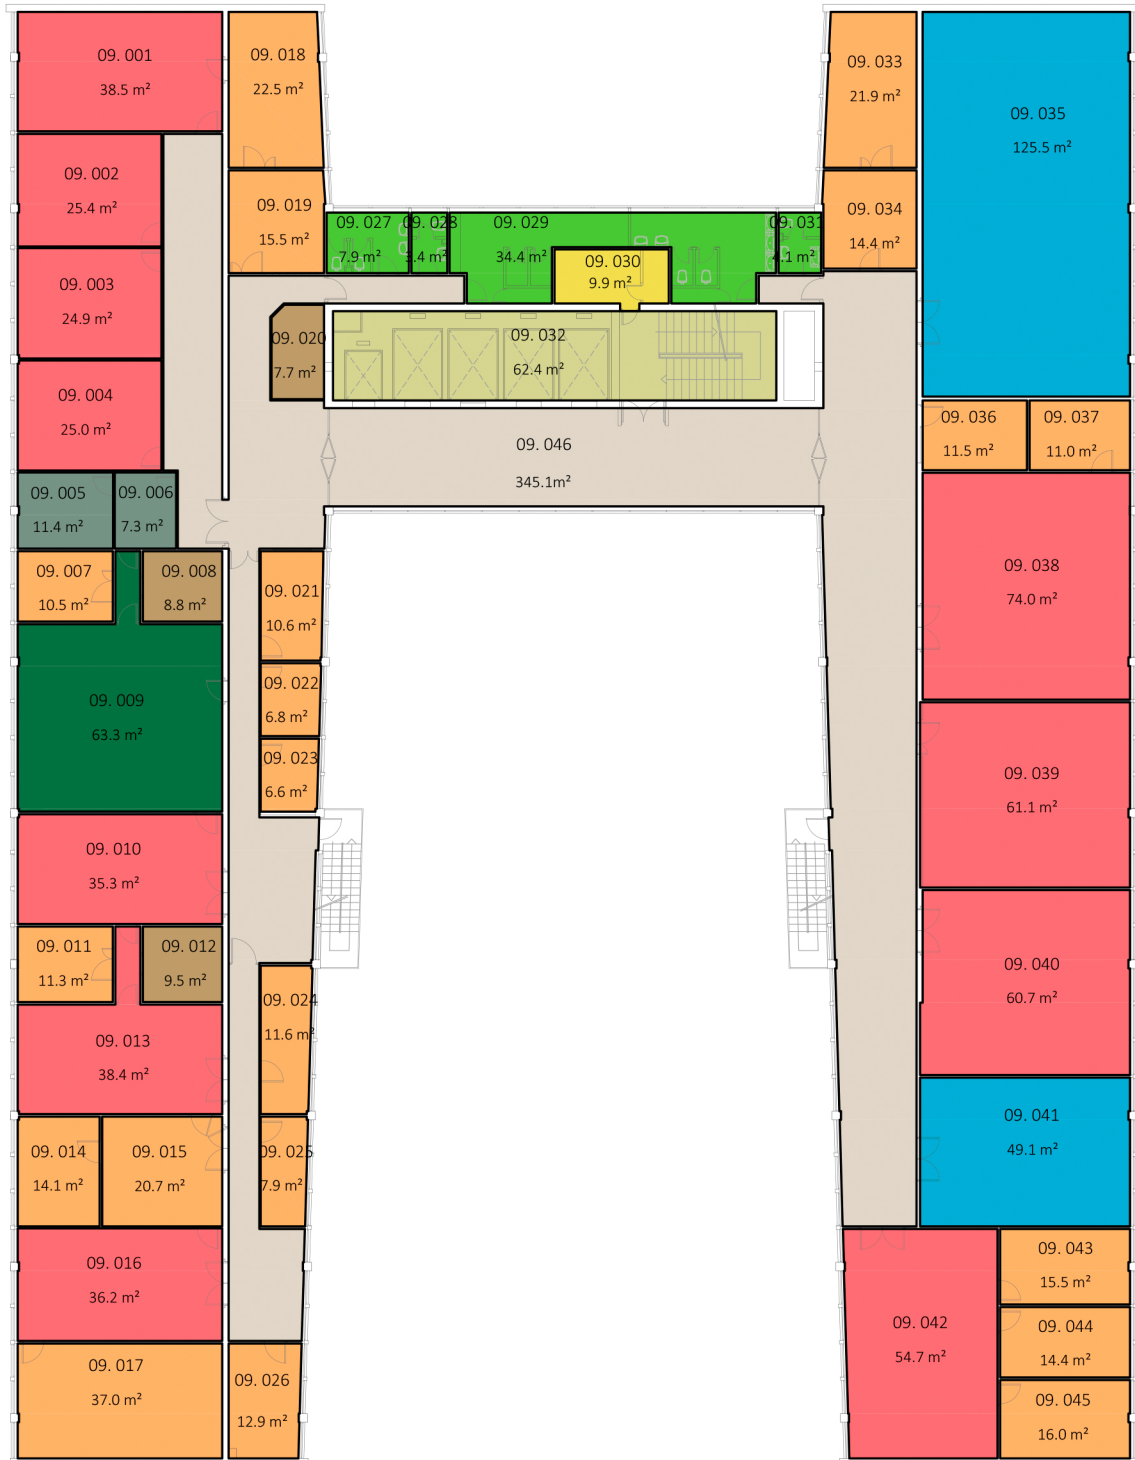 09. 001
38.5 m²
09. 002
25.4 m²
09. 003
24.9 m²
09. 004
25.0 m²
09. 005
11.4 m²
09. 006
7.3 m²
09. 007
10.5 m²
09. 008
8.8 m²
09. 009
63.3 m²
09. 010
35.3 m²
09. 011
11.3 m²
09. 012
9.5 m²
09. 013
38.4 m²
09. 014
14.1 m²
09. 015
20.7 m²
09. 016
36.2 m²
09. 017
37.0 m²
09. 018
22.5 m²
09. 019
15.5 m²
09. 020
7.7 m²
09. 021
10.6 m²
09. 022
6.8 m²
09. 023
6.6 m²
09. 024
11.6 m²
09. 025
7.9 m²
09. 026
12.9 m²
09. 027
7.9 m²
09. 028
m²
09. 029
34.4 m²
09. 030
9.9 m²
09. 031
4.1 m²
09. 032
62.4 m²
09. 033
21.9 m²
09. 034
14.4 m²
09. 035
125.5 m²
09. 036
11.5 m²
09. 037
11.0 m²
09. 038
74.0 m²
09. 039
61.1 m²
09. 040
60.7 m²
09. 041
49.1 m²
09. 042
54.7 m²
09. 043
15.5 m²
09. 044
14.4 m²
09. 045
16.0 m²
09. 046
345.1m²